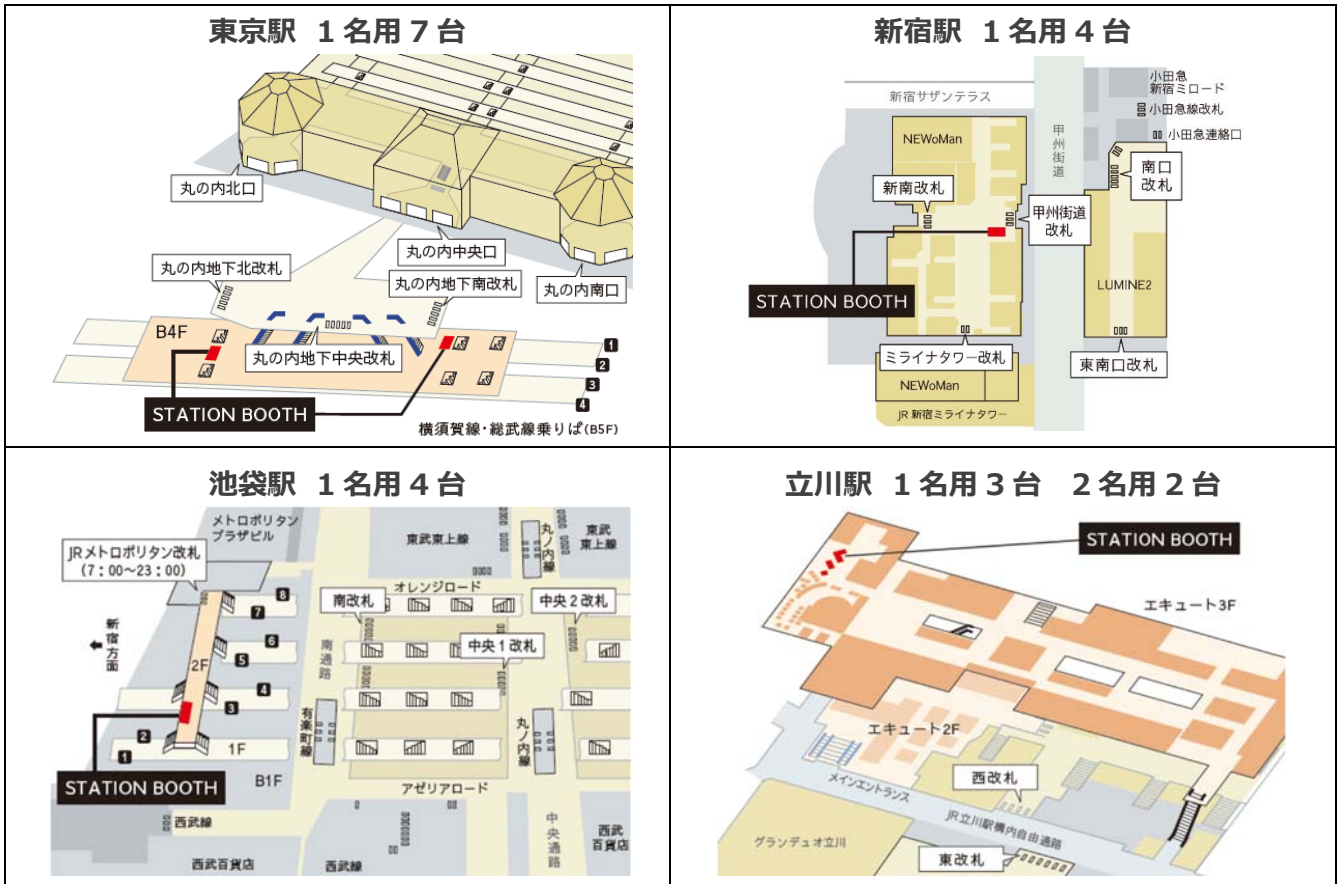 東京駅 1名用7台
丸の内北口
丸の内中央口
丸の内地下北改札
丸の内地下南改札
丸の内南口
B4F
丸の内地下中央改札
1
2
3
4
STATION BOOTH
横須賀線・総武線乗りば(B5F)
新宿駅 1名用4台
小田急
新宿ミロード
新宿サザンテラス
小田急線改札
甲州街道
小田急連絡口
NEWoMan
南口
改札
新南改札
甲州街道
改札
LUMINE2
STATION BOOTH
ミライナタワー改札
東南口改札
NEWoMan
JR新宿ミライナタワー
池袋駅 1名用4台
メトロポリタン
プラザビル
JRメトロポリタン改札
(7：00～23：00)
東武東上線
丸ノ内線
東武
東上線
オレンジロード
8
7
南改札
中央2改札
新宿方面
6
5
2F
南通路
中央1改札
4
3
有楽町線
丸ノ内線
2
1
1F
STATION BOOTH
B1F
アゼリアロード
西武線
中央通路
西武
百貨店
西武百貨店
西武線
立川駅 1名用3台 2名用2台
STATION BOOTH
エキュート3F
エキュート2F
メインエントランス
西改札
JR立川駅構内自由通路
グランデュオ立川
東改札